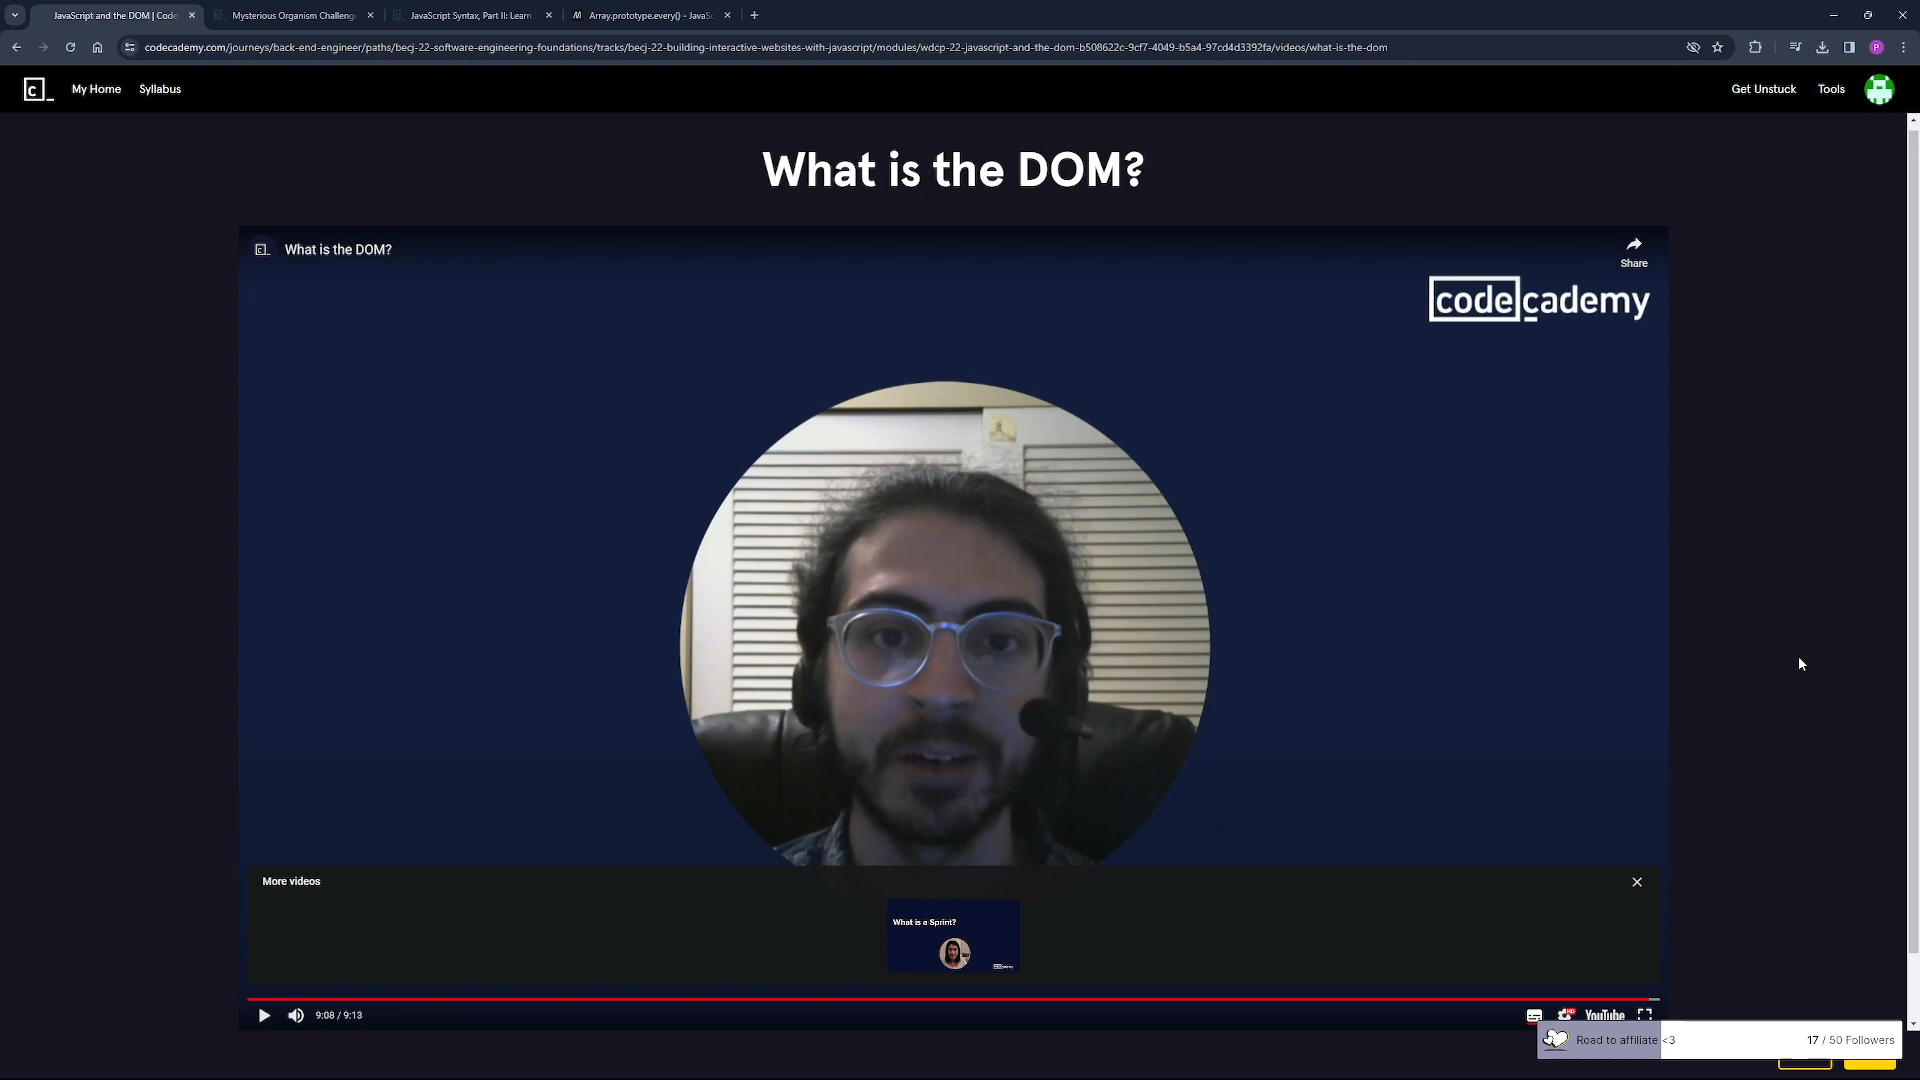 JavaScript and the DOM | Code
Mysterious Organism Challeng
JavaScript Syntax, Part II: Learn
Array.prototype.every() - JavaSc
codecademy.com/journeys/back-end-engineer/paths/becj-22-software-engineering-foundations/tracks/becj-22-building-interactive-websites-with-javascript/modules/wdcp-22-javascript-and-the-dom-b508622c-9cf7-4049-b5a4-97cd4d3392fa/videos/what-is-the-dom
P
c_ My Home Syllabus
Get Unstuck Tools
What is the DOM?
What is the DOM?
Share
codecademy
More videos
What is a Sprint?
9:08 / 9:13
HD
YouTube
Road to affiliate <3
17 / 50 Followers